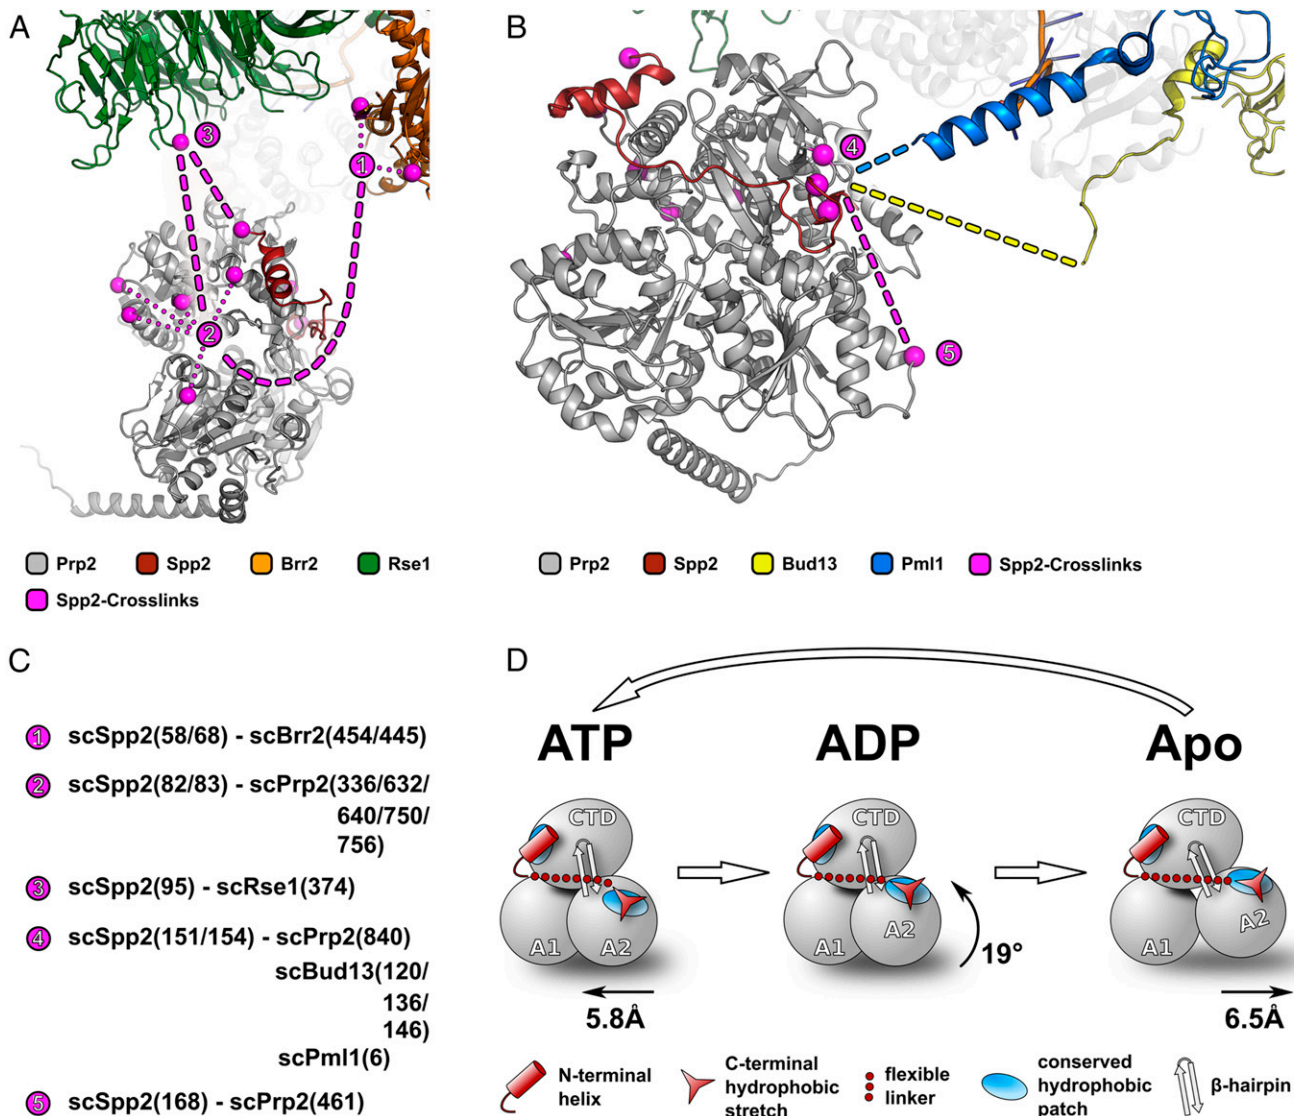 A
3
1
2
Prp2
Spp2
Brr2
Rse1
Spp2-Crosslinks
B
4
5
Prp2
Spp2
Bud13
Pml1
Spp2-Crosslinks
C
1 scSpp2(58/68) - scBrr2(454/445)
2 scSpp2(82/83) - scPrp2(336/632/
640/750/
756)
3 scSpp2(95) - scRse1(374)
4 scSpp2(151/154) - scPrp2(840)
scBud13(120/
136/
146)
scPml1(6)
5 scSpp2(168) - scPrp2(461)
D
ATP
ADP
Apo
CTD
A1
A2
5.8Å
CTD
A1
A2
19°
CTD
A1
A2
6.5Å
N-terminal
helix
C-terminal
hydrophobic
stretch
flexible
linker
conserved
hydrophobic
patch
β-hairpin